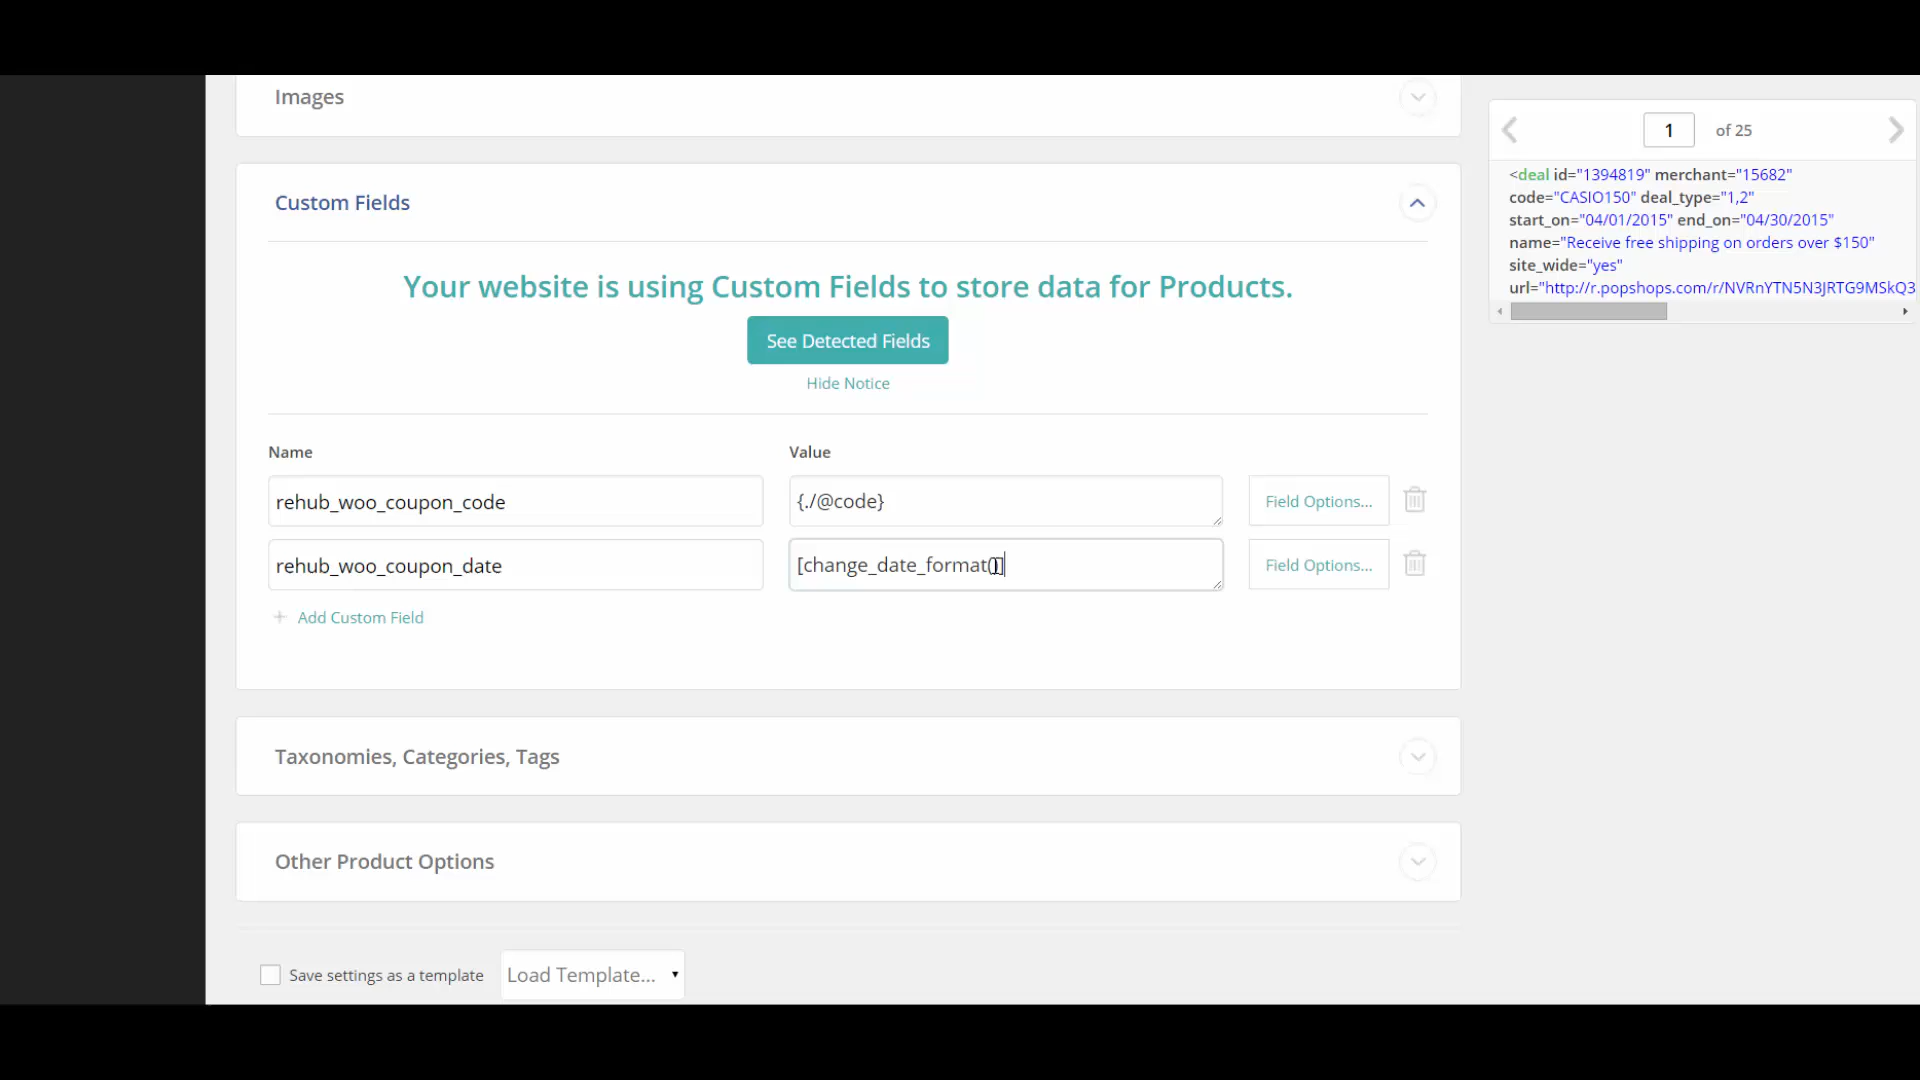 Images
Custom Fields
Your website is using Custom Fields to store data for Products.
See Detected Fields
Hide Notice
Name
Value
rehub_woo_coupon_code
{./@code}
Field Options...
rehub_woo_coupon_date
[change_date_format()]
Field Options...
+ Add Custom Field
Taxonomies, Categories, Tags
Other Product Options
Save settings as a template
Load Template...
1 of 25
<deal id="1394819" merchant="15682"
code="CASIO150" deal_type="1,2"
start_on="04/01/2015" end_on="04/30/2015"
name="Receive free shipping on orders over $150"
site_wide="yes"
url="http://r.popshops.com/r/NVRnYTN5N3JRTG9MSkQ3